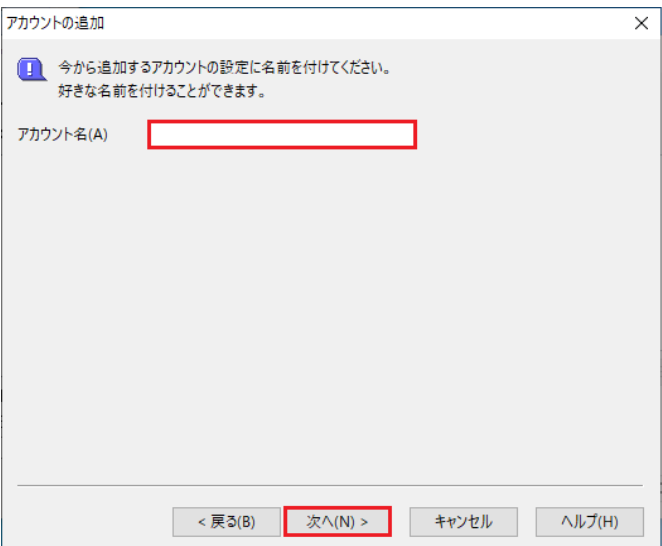 アカウントの追加
今から追加するアカウントの設定に名前を付けてください。
好きな名前を付けることができます。
アカウント名(A)
< 戻る(B) 次へ(N) > キャンセル ヘルプ(H)